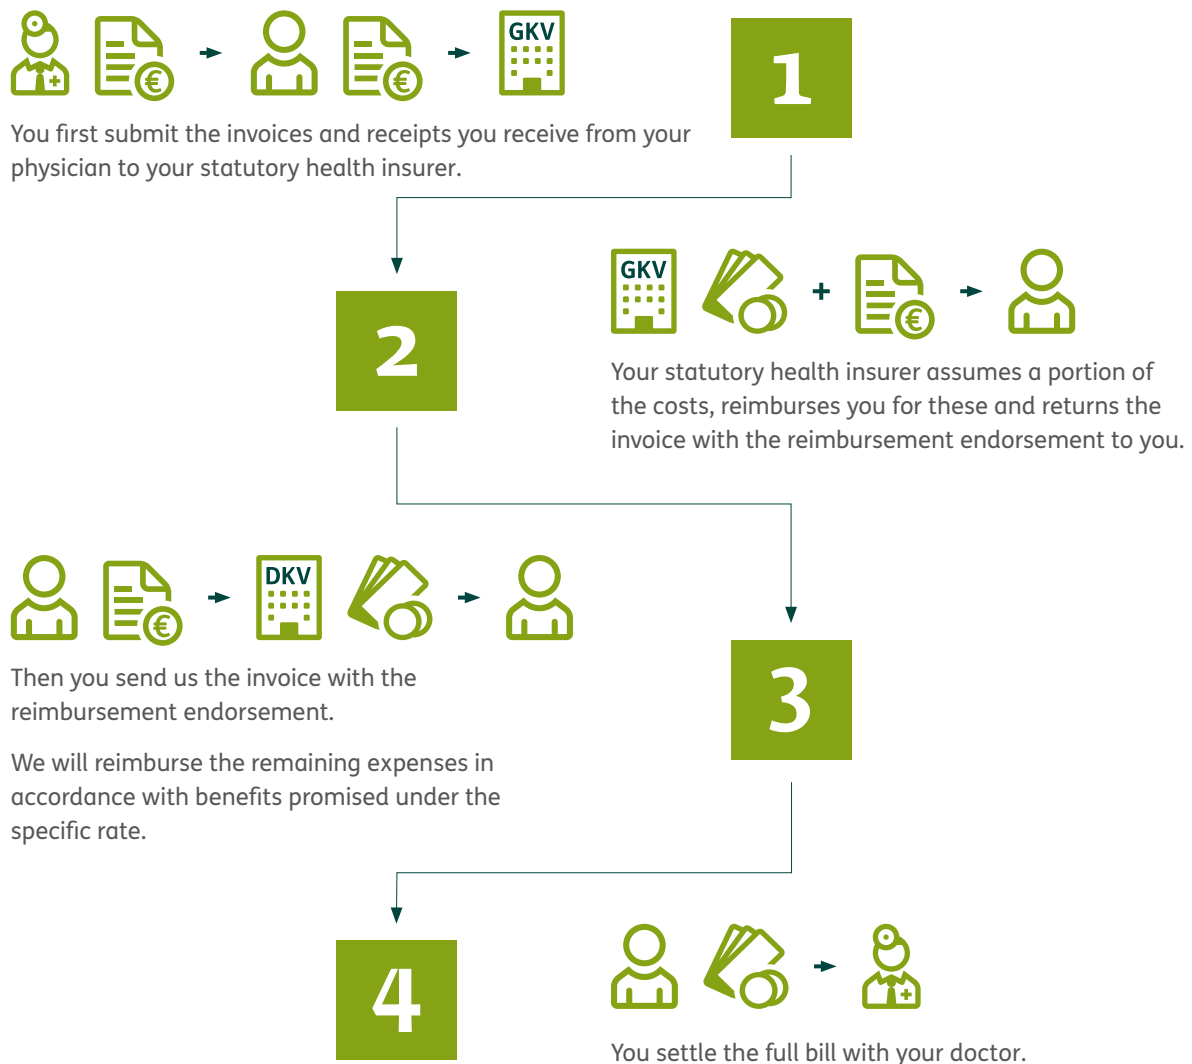 GKV
€
€
1
You first submit the invoices and receipts you receive from your
physician to your statutory health insurer.
2
GKV
+
€
Your statutory health insurer assumes a portion of
the costs, reimburses you for these and returns the
invoice with the reimbursement endorsement to you.
€
DKV
Then you send us the invoice with the
reimbursement endorsement.
We will reimburse the remaining expenses in
accordance with benefits promised under the
specific rate.
3
4
You settle the full bill with your doctor.